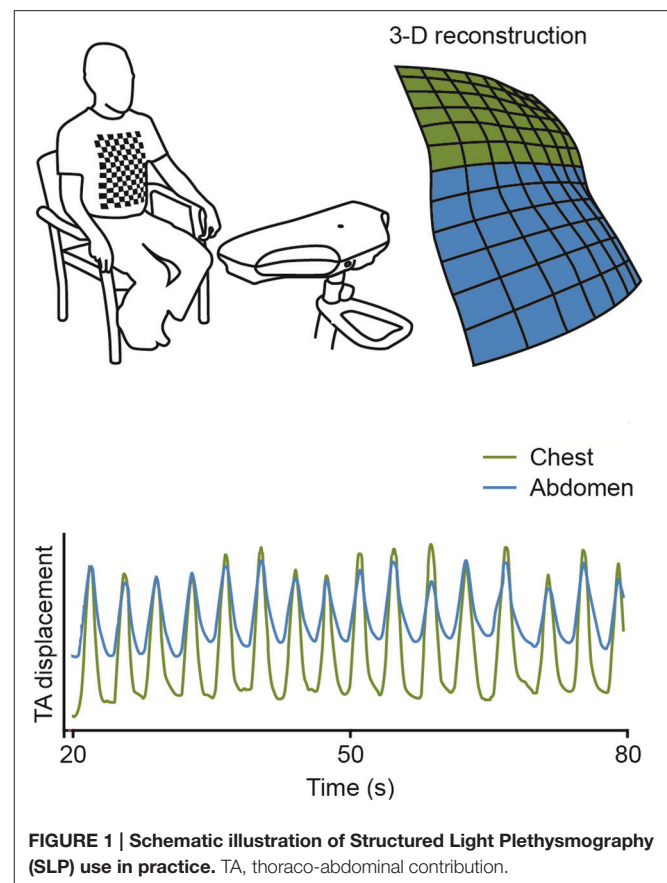 3-D reconstruction
Chest
Abdomen
TA displacement
20 50 80
Time (s)
FIGURE 1 | Schematic illustration of Structured Light Plethysmography
(SLP) use in practice. TA, thoraco-abdominal contribution.